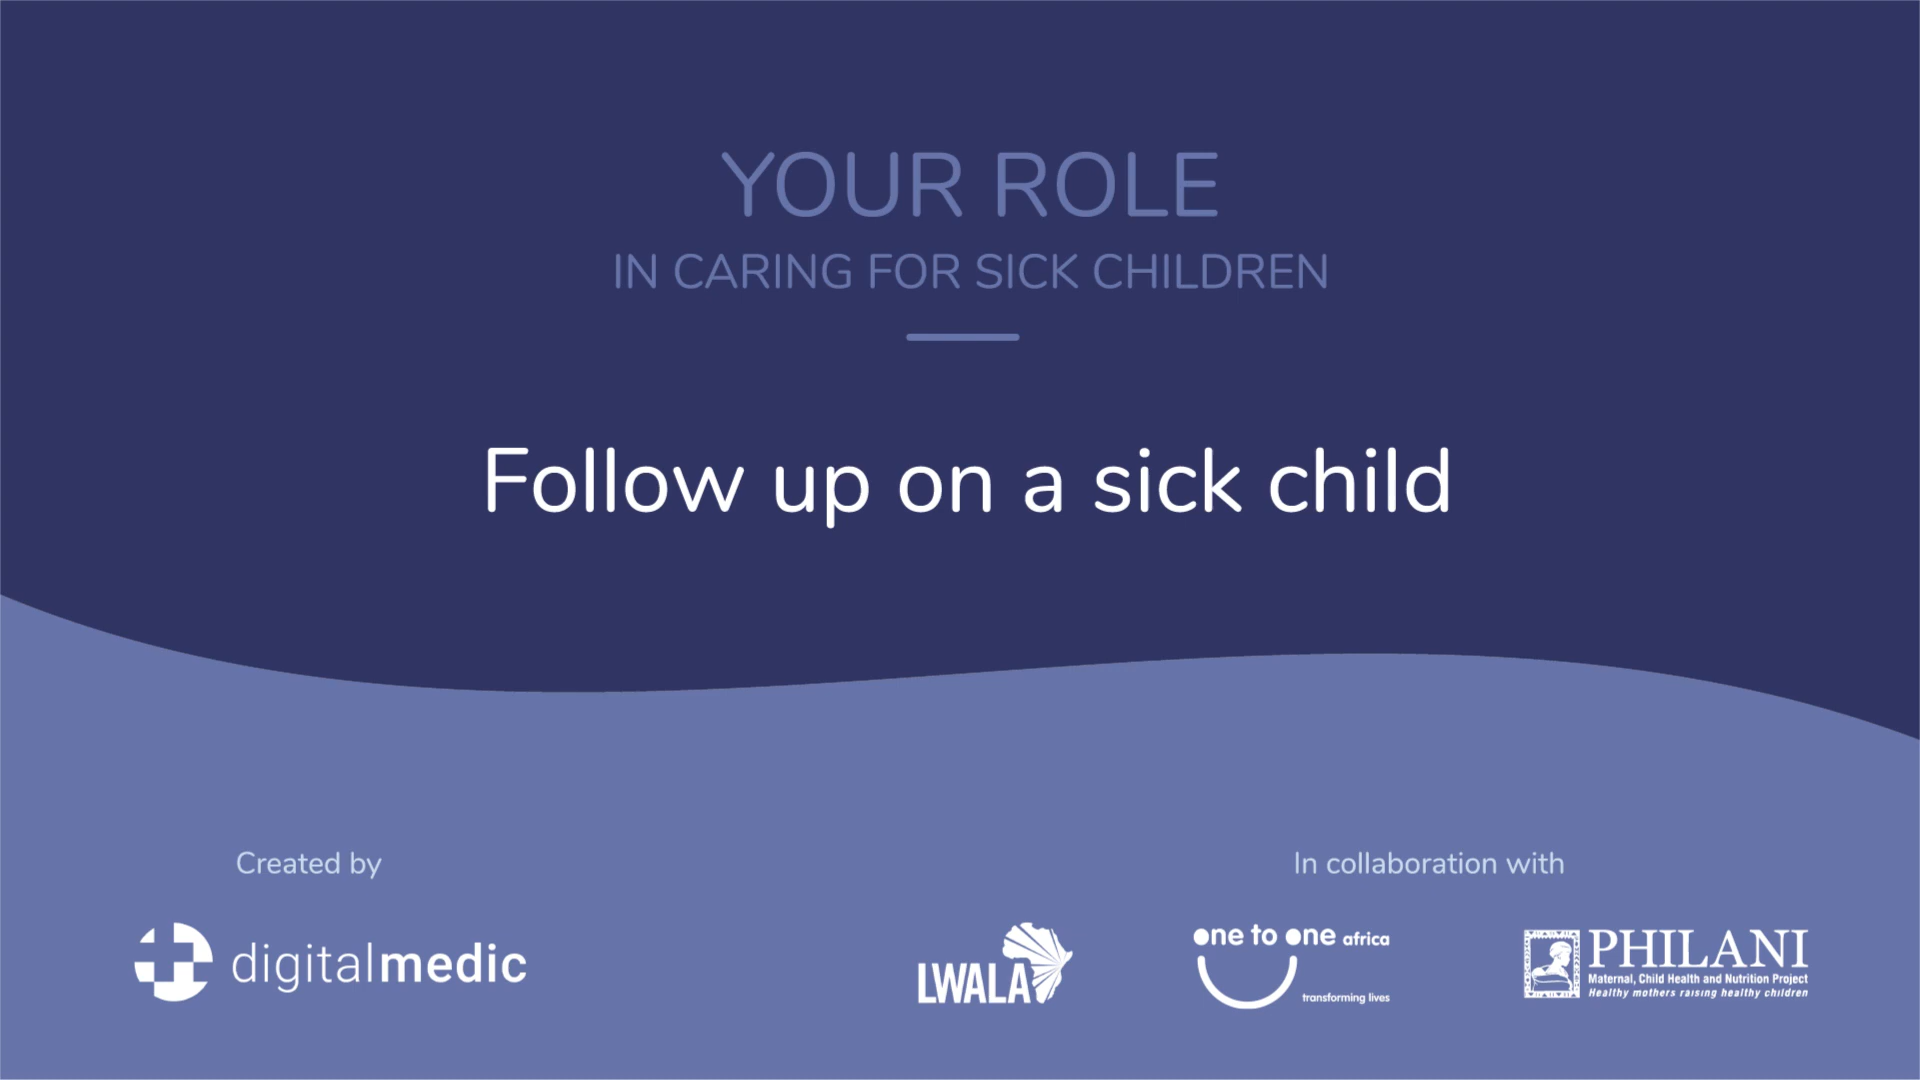 YOUR ROLE
IN CARING FOR SICK CHILDREN
Follow up on a sick child
Created by
digitalmedic
In collaboration with
LWALA
one to one africa
transforming lives
PHILANI
Maternal, Child Health and Nutrition Project
Healthy mothers raising healthy children